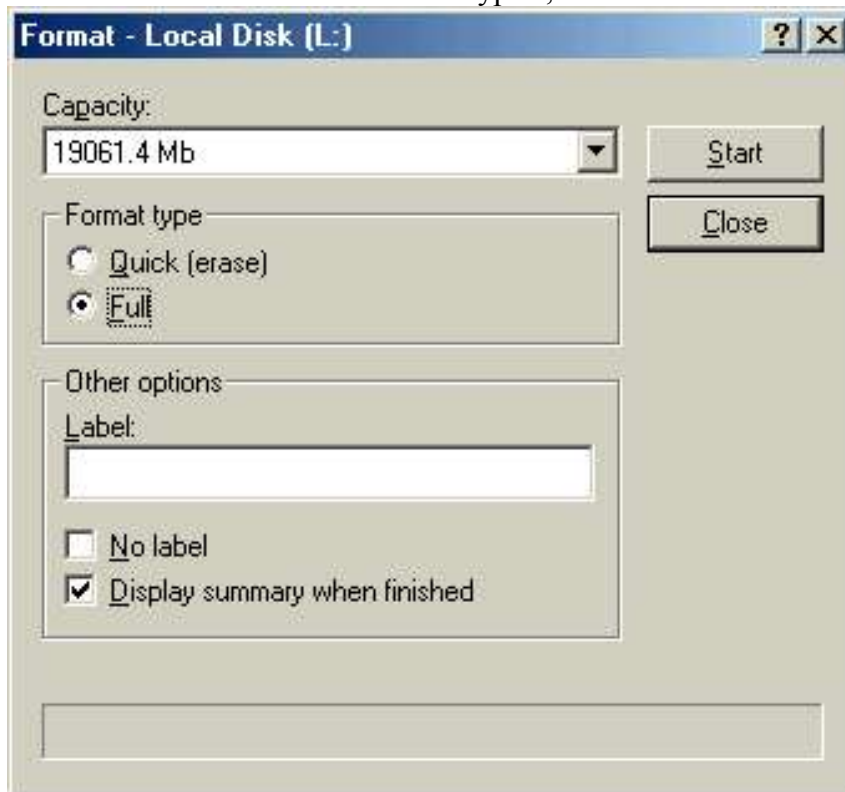 Format - Local Disk (L:)
Capacity:
19061.4 Mb
Start
Format type
Close
Quick (erase)
Full
Other options
Label:
No label
Display summary when finished